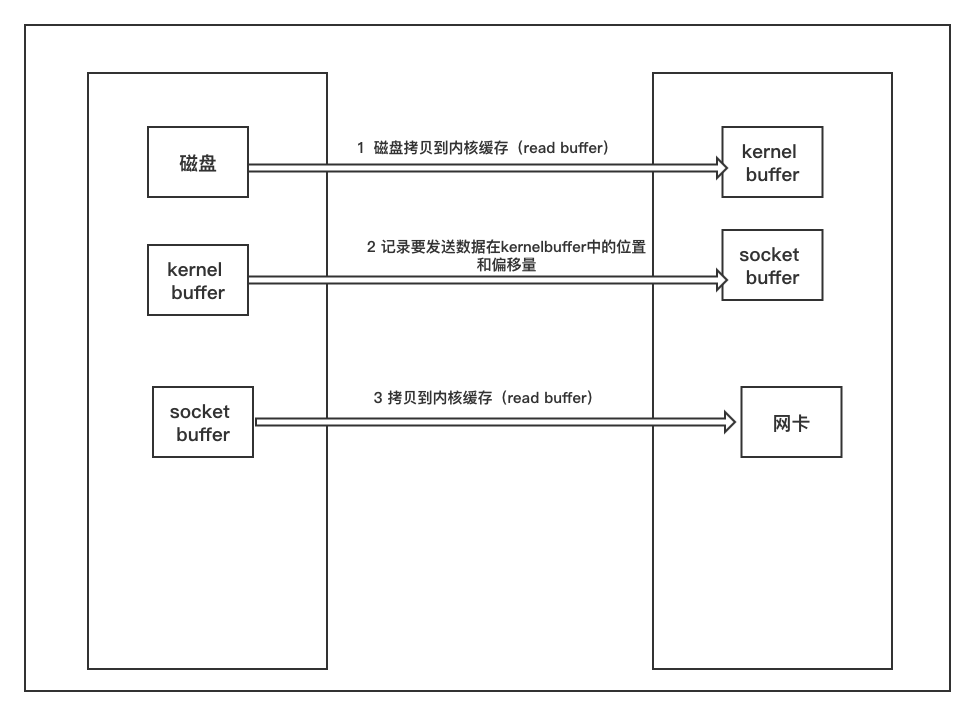 1 磁盘拷贝到内核缓存（read buffer）
磁盘
kernel
buffer
2 记录要发送数据在kernelbuffer中的位置
和偏移量
kernel
buffer
socket
buffer
3 拷贝到内核缓存（read buffer）
socket
buffer
网卡